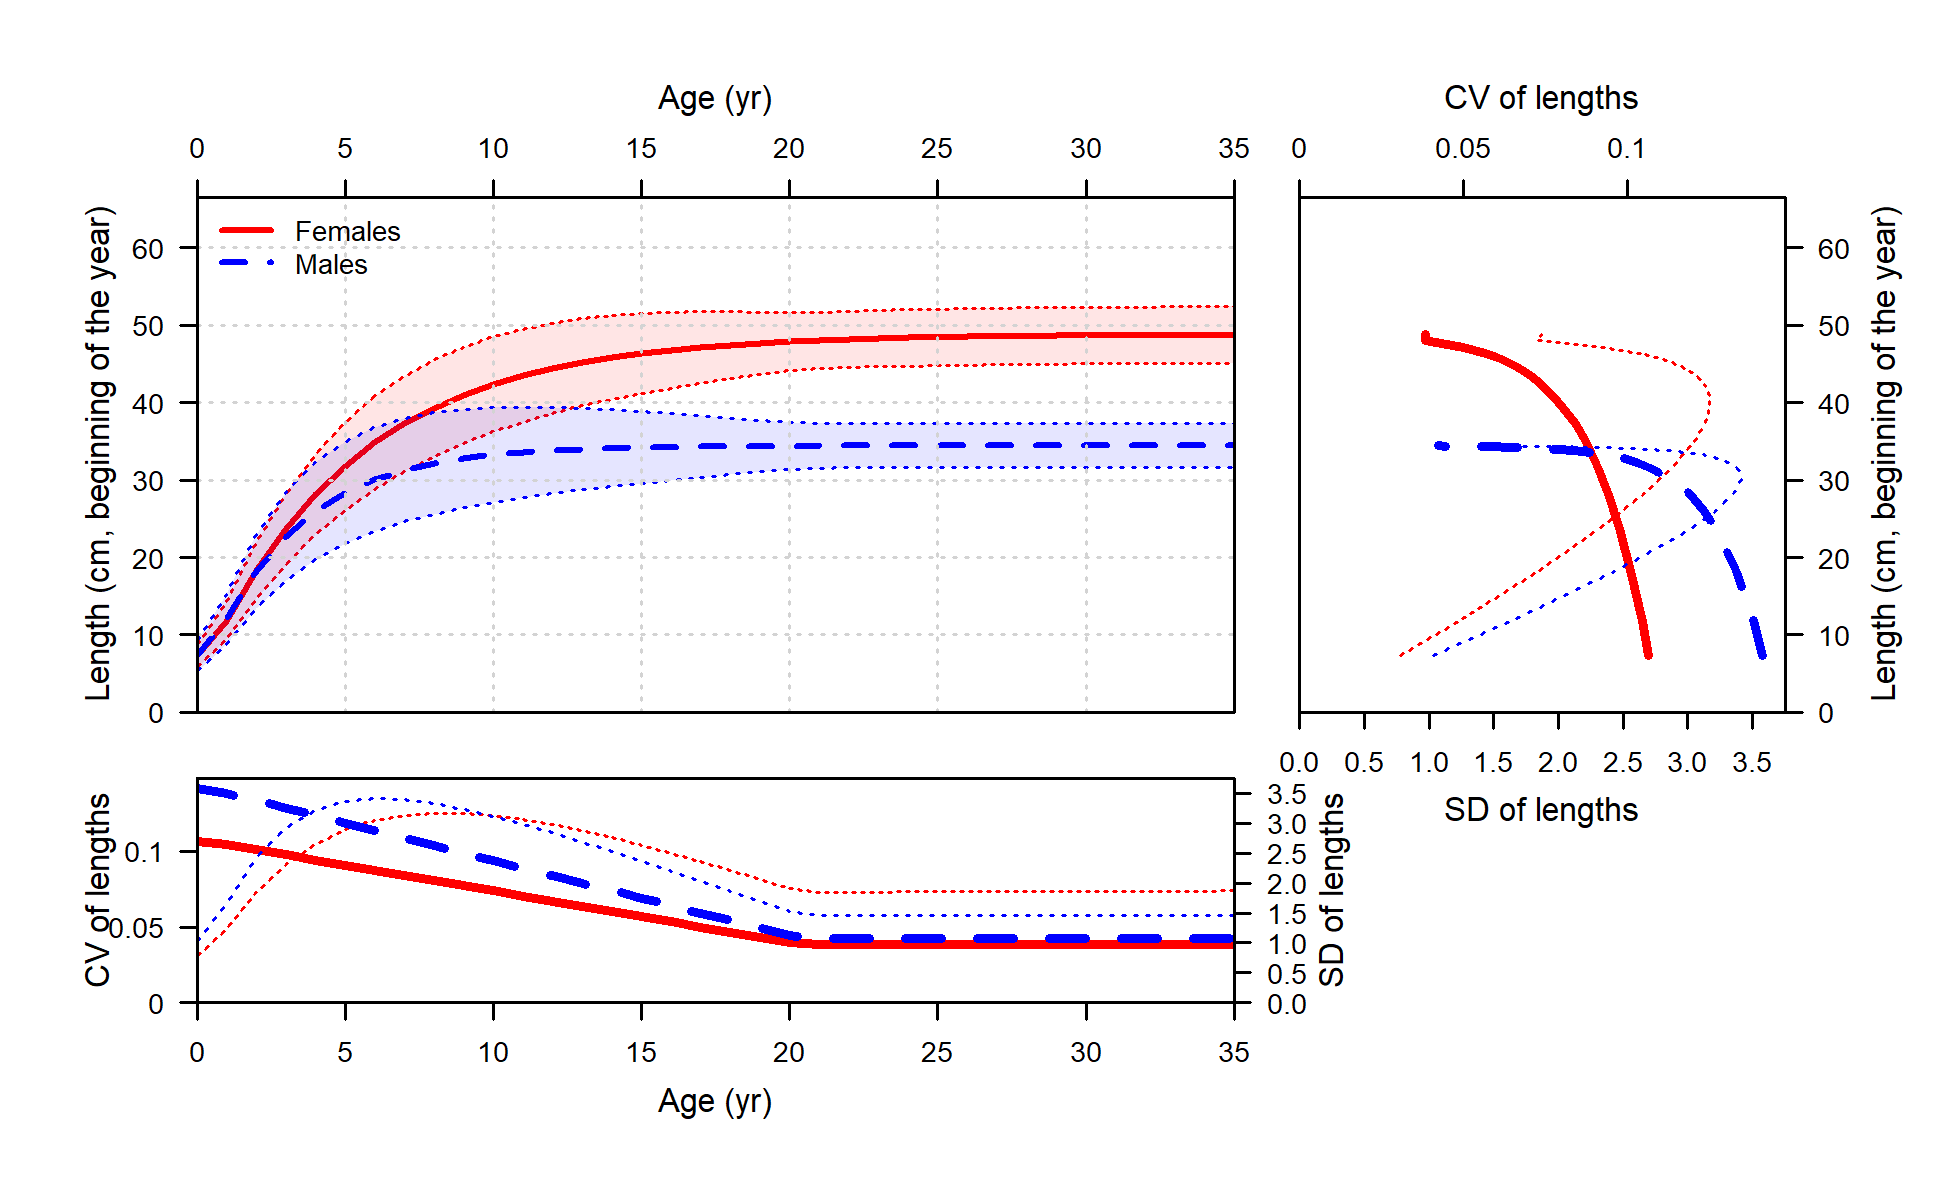 Age (yr)
CV of lengths
0 5 10 15 20 25 30 35
0 0.05 0.1
Length (cm, beginning of the year)
60
50
40
30
20
10
0
Females
Males
60
50
40
30
20
10
0
Length (cm, beginning of the year)
0.0 0.5 1.0 1.5 2.0 2.5 3.0 3.5
SD of lengths
CV of lengths
0.1
0.05
0
3.5
3.0
2.5
2.0
1.5
1.0
0.5
0.0
SD of lengths
0 5 10 15 20 25 30 35
Age (yr)